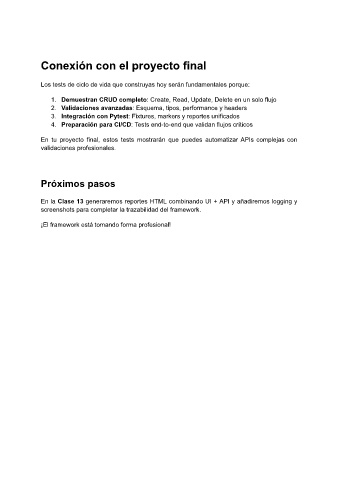 Conexión con el proyecto final
Los tests de ciclo de vida que construyas hoy serán fundamentales porque:
1. Demuestran CRUD completo: Create, Read, Update, Delete en un solo flujo
2. Validaciones avanzadas: Esquema, tipos, performance y headers
3. Integración con Pytest: Fixtures, markers y reportes unificados
4. Preparación para CI/CD: Tests end-to-end que validan flujos críticos
En tu proyecto final, estos tests mostrarán que puedes automatizar APIs complejas con
validaciones profesionales.
Próximos pasos
En la Clase 13 generaremos reportes HTML combinando UI + API y añadiremos logging y
screenshots para completar la trazabilidad del framework.
¡El framework está tomando forma profesional!